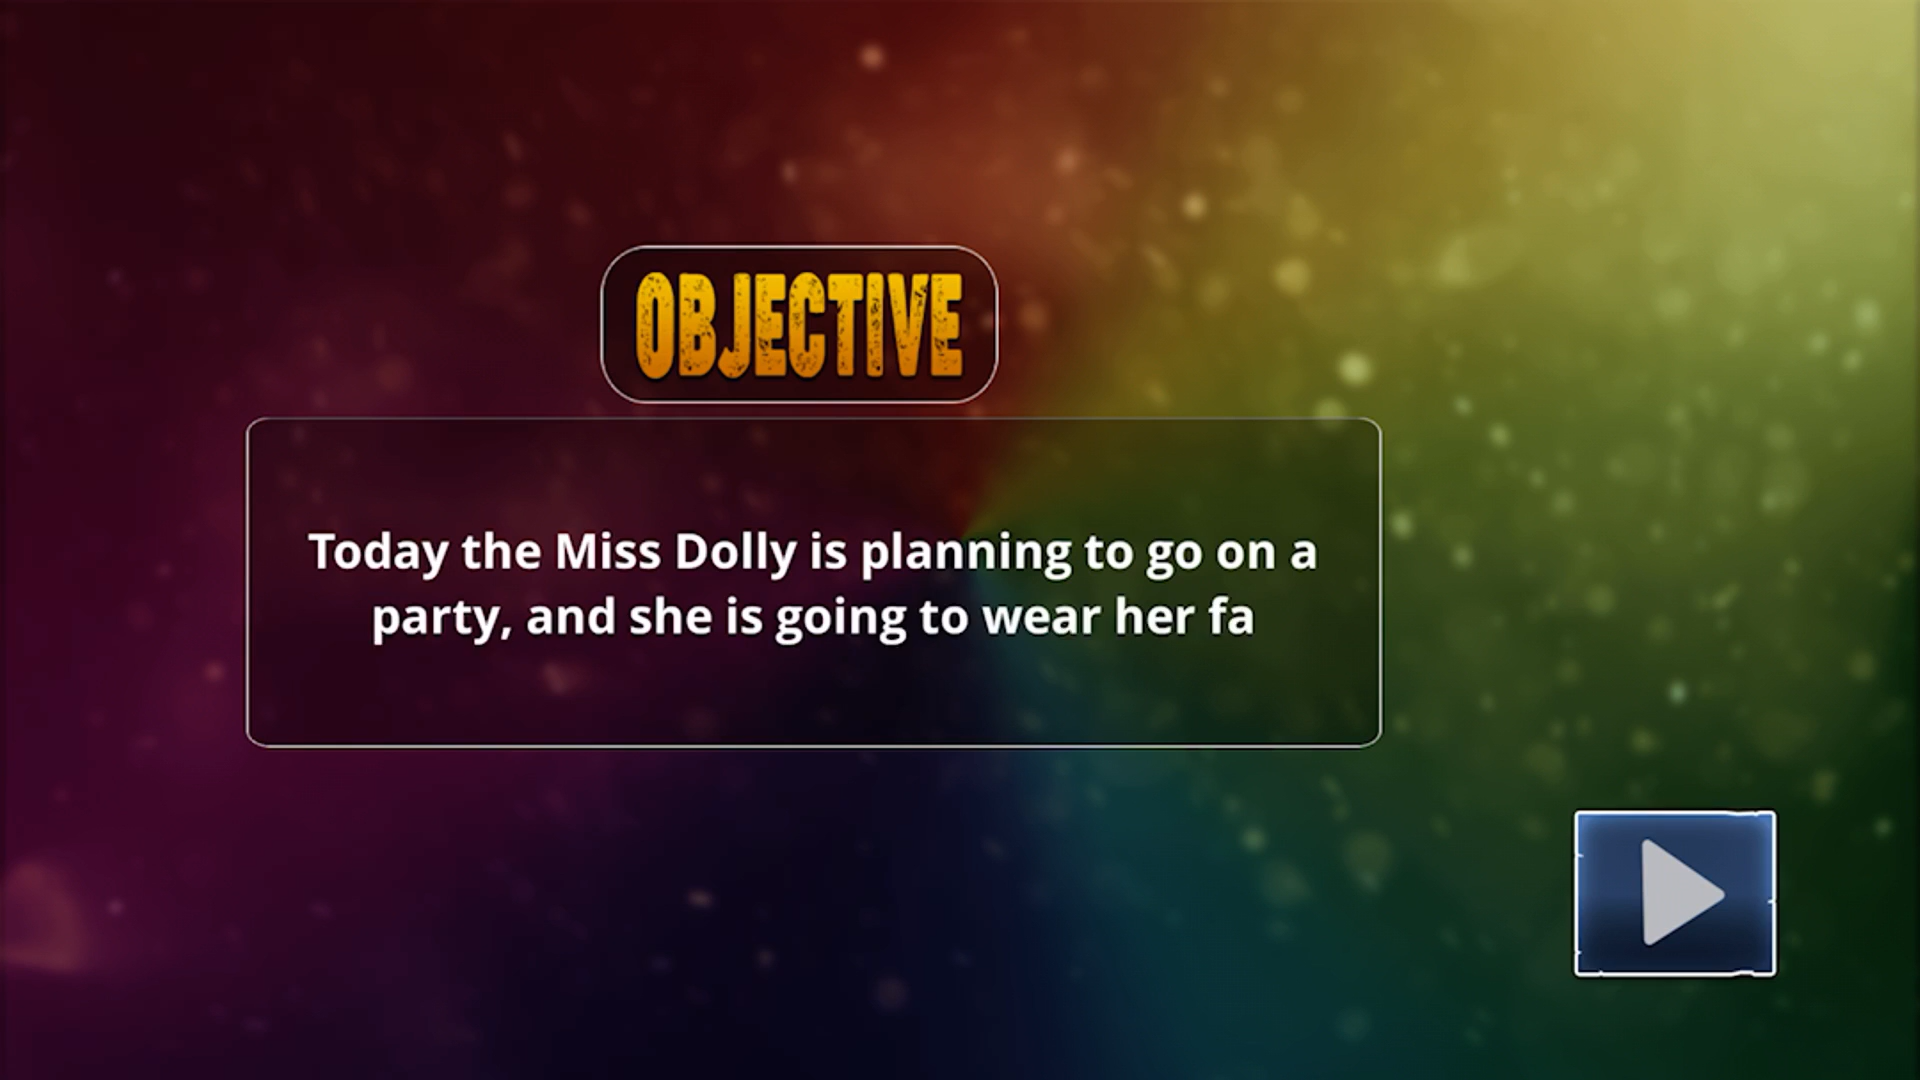 OBJECTIVE
Today the Miss Dolly is planning to go on a
party, and she is going to wear her fa